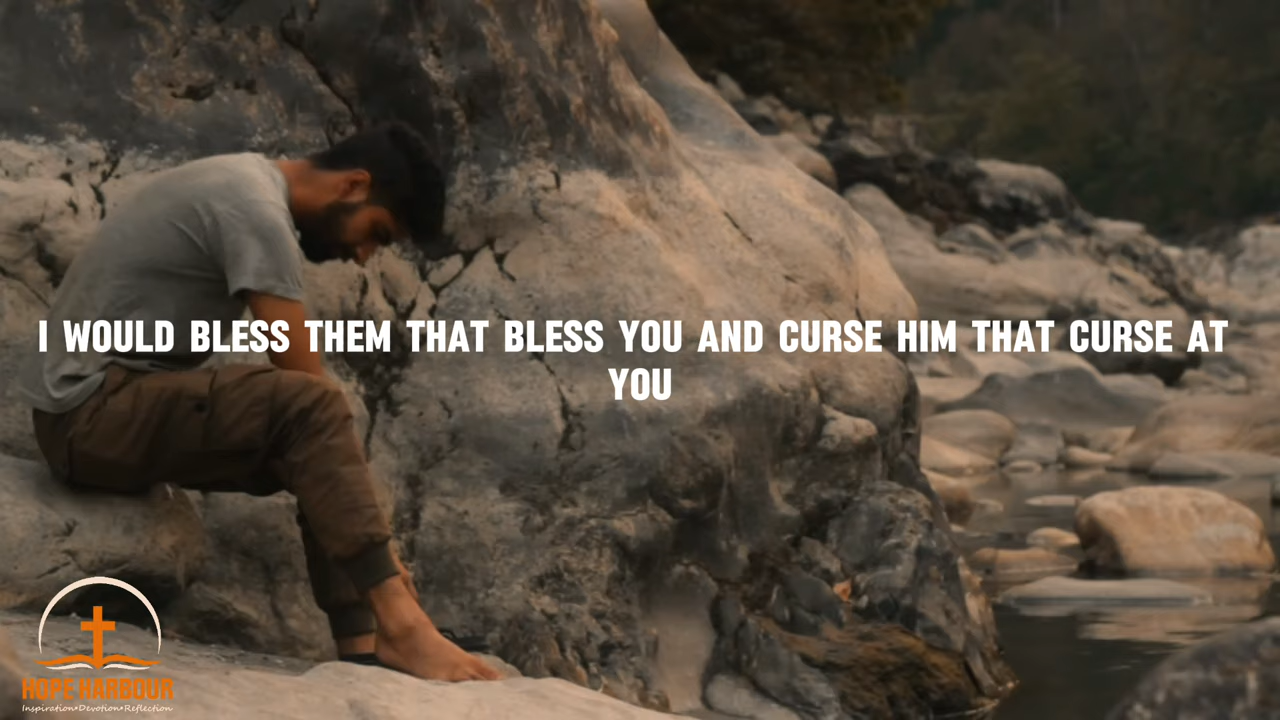 I WOULD BLESS THEM THAT BLESS YOU AND CURSE HIM THAT CURSE AT
YOU
HOPE HARBOUR
Inspiration•Devotion•Reflection